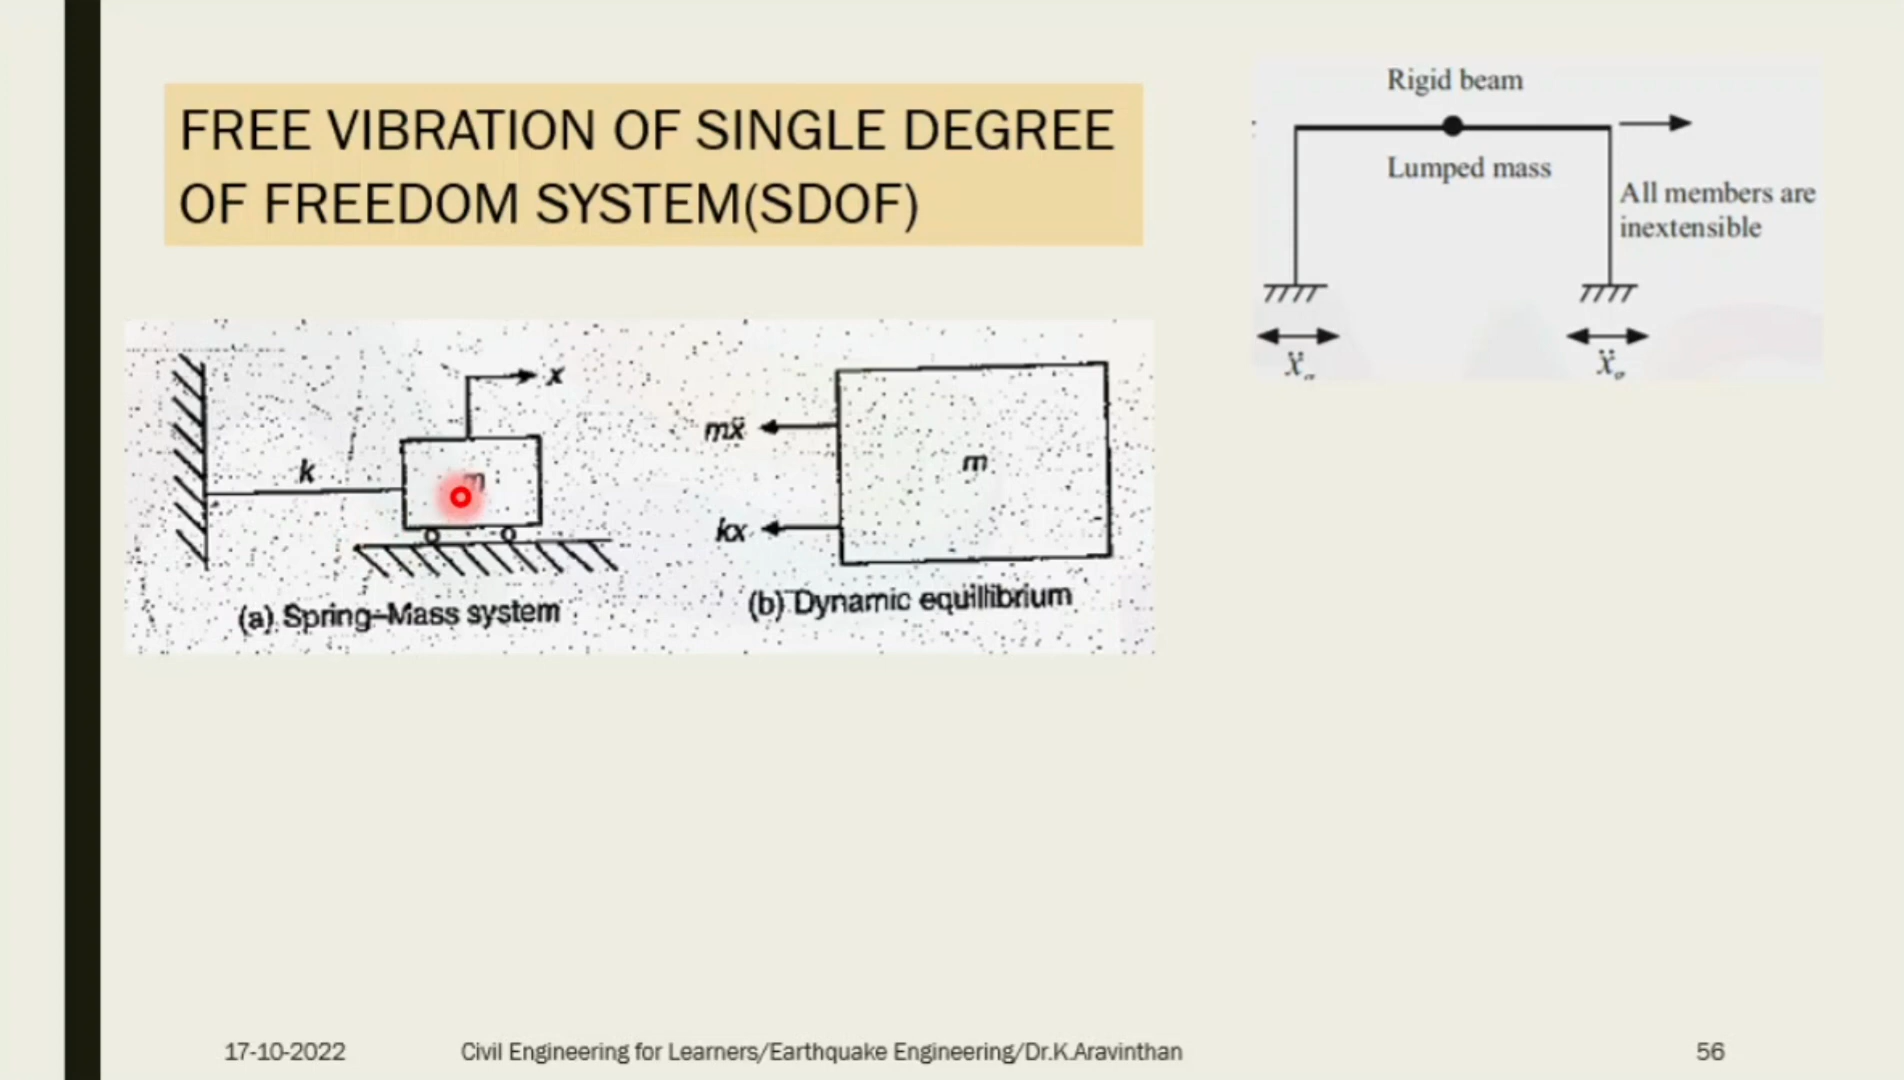 FREE VIBRATION OF SINGLE DEGREE
OF FREEDOM SYSTEM(SDOF)
Rigid beam
Lumped mass
All members are
inextensible
x
k
m
mẍ
m
kx
(a) Spring-Mass system
(b) Dynamic equillibrium
17-10-2022
Civil Engineering for Learners/Earthquake Engineering/Dr.K.Aravinthan
56